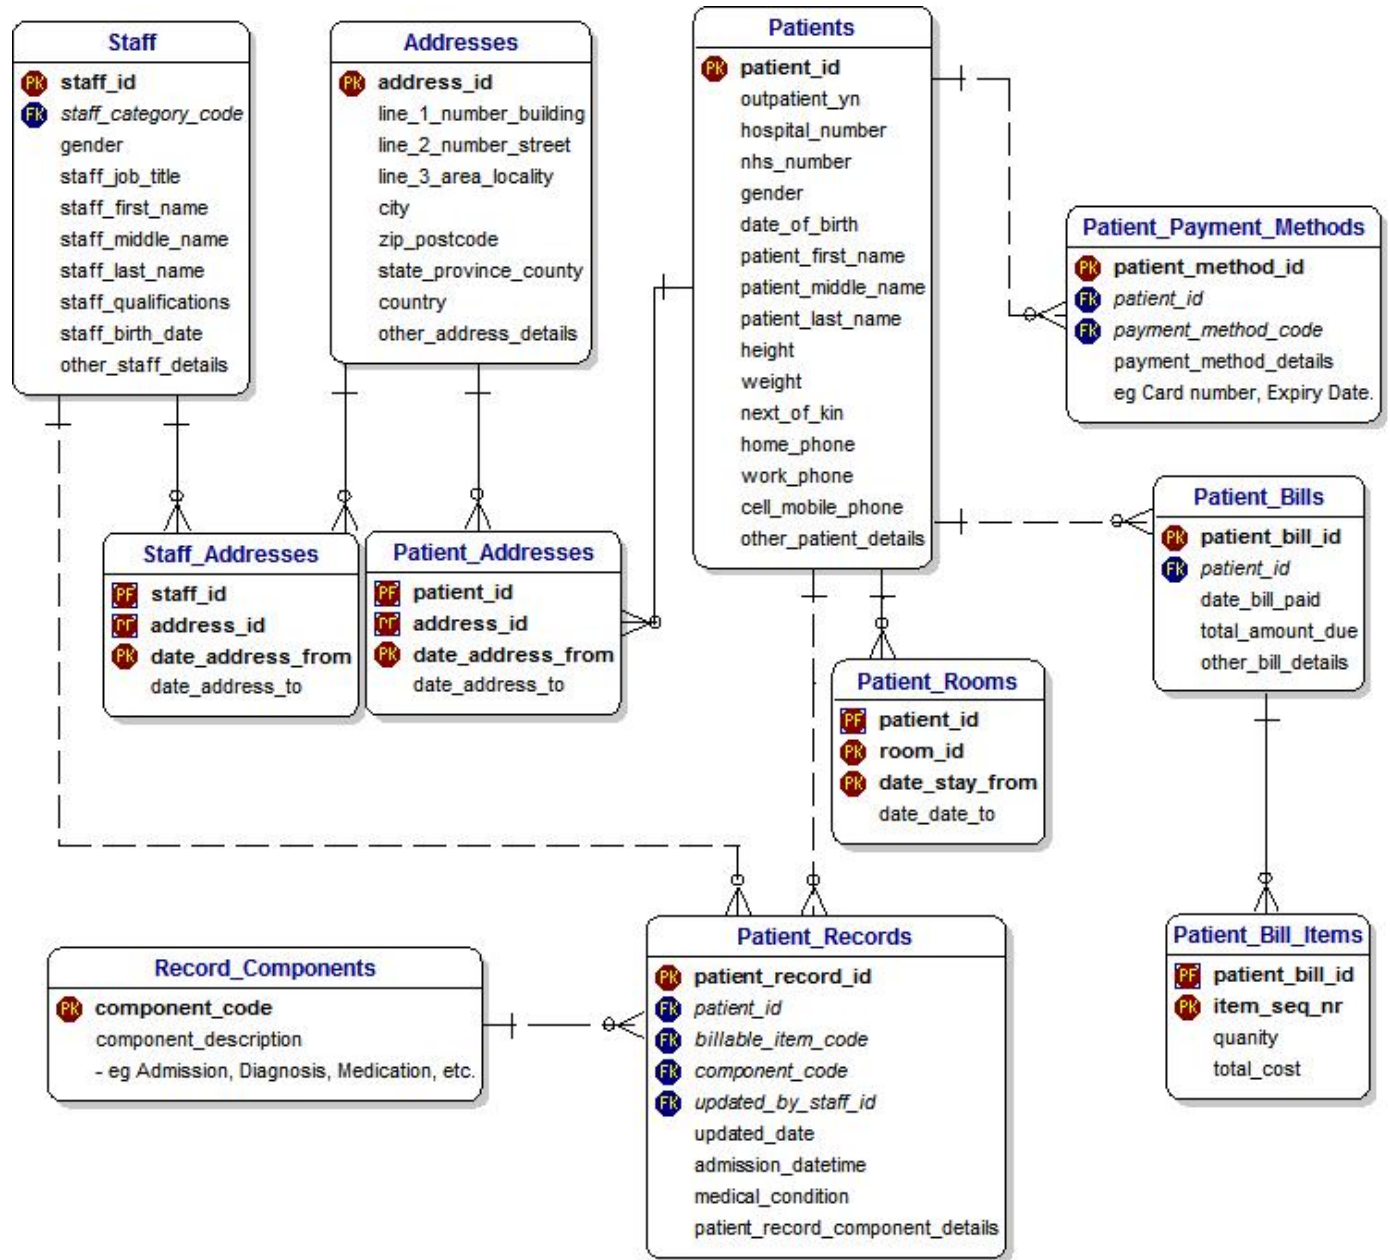 Staff
PK staff_id
FK staff_category_code
gender
staff_job_title
staff_first_name
staff_middle_name
staff_last_name
staff_qualifications
staff_birth_date
other_staff_details
Addresses
PK address_id
line_1_number_building
line_2_number_street
line_3_area_locality
city
zip_postcode
state_province_county
country
other_address_details
Patients
PK patient_id
outpatient_yn
hospital_number
nhs_number
gender
date_of_birth
patient_first_name
patient_middle_name
patient_last_name
height
weight
next_of_kin
home_phone
work_phone
cell_mobile_phone
other_patient_details
Patient_Payment_Methods
PK patient_method_id
FK patient_id
FK payment_method_code
payment_method_details
eg Card number, Expiry Date.
Patient_Bills
PK patient_bill_id
FK patient_id
date_bill_paid
total_amount_due
other_bill_details
Staff_Addresses
PF staff_id
PF address_id
PK date_address_from
date_address_to
Patient_Addresses
PF patient_id
PF address_id
PK date_address_from
date_address_to
Patient_Rooms
PF patient_id
PK room_id
PK date_stay_from
date_date_to
Record_Components
PK component_code
component_description
- eg Admission, Diagnosis, Medication, etc.
Patient_Records
PK patient_record_id
FK patient_id
FK billable_item_code
FK component_code
FK updated_by_staff_id
updated_date
admission_datetime
medical_condition
patient_record_component_details
Patient_Bill_Items
PF patient_bill_id
PK item_seq_nr
quanity
total_cost